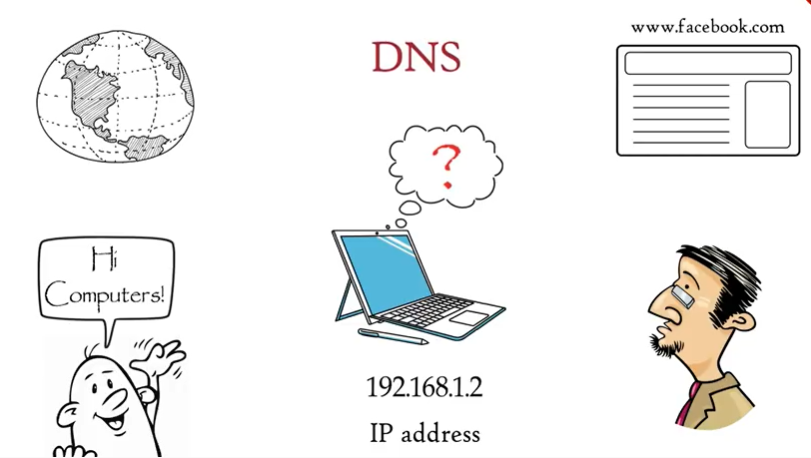 www.facebook.com
DNS
?
Hi
Computers!
192.168.1.2
IP address